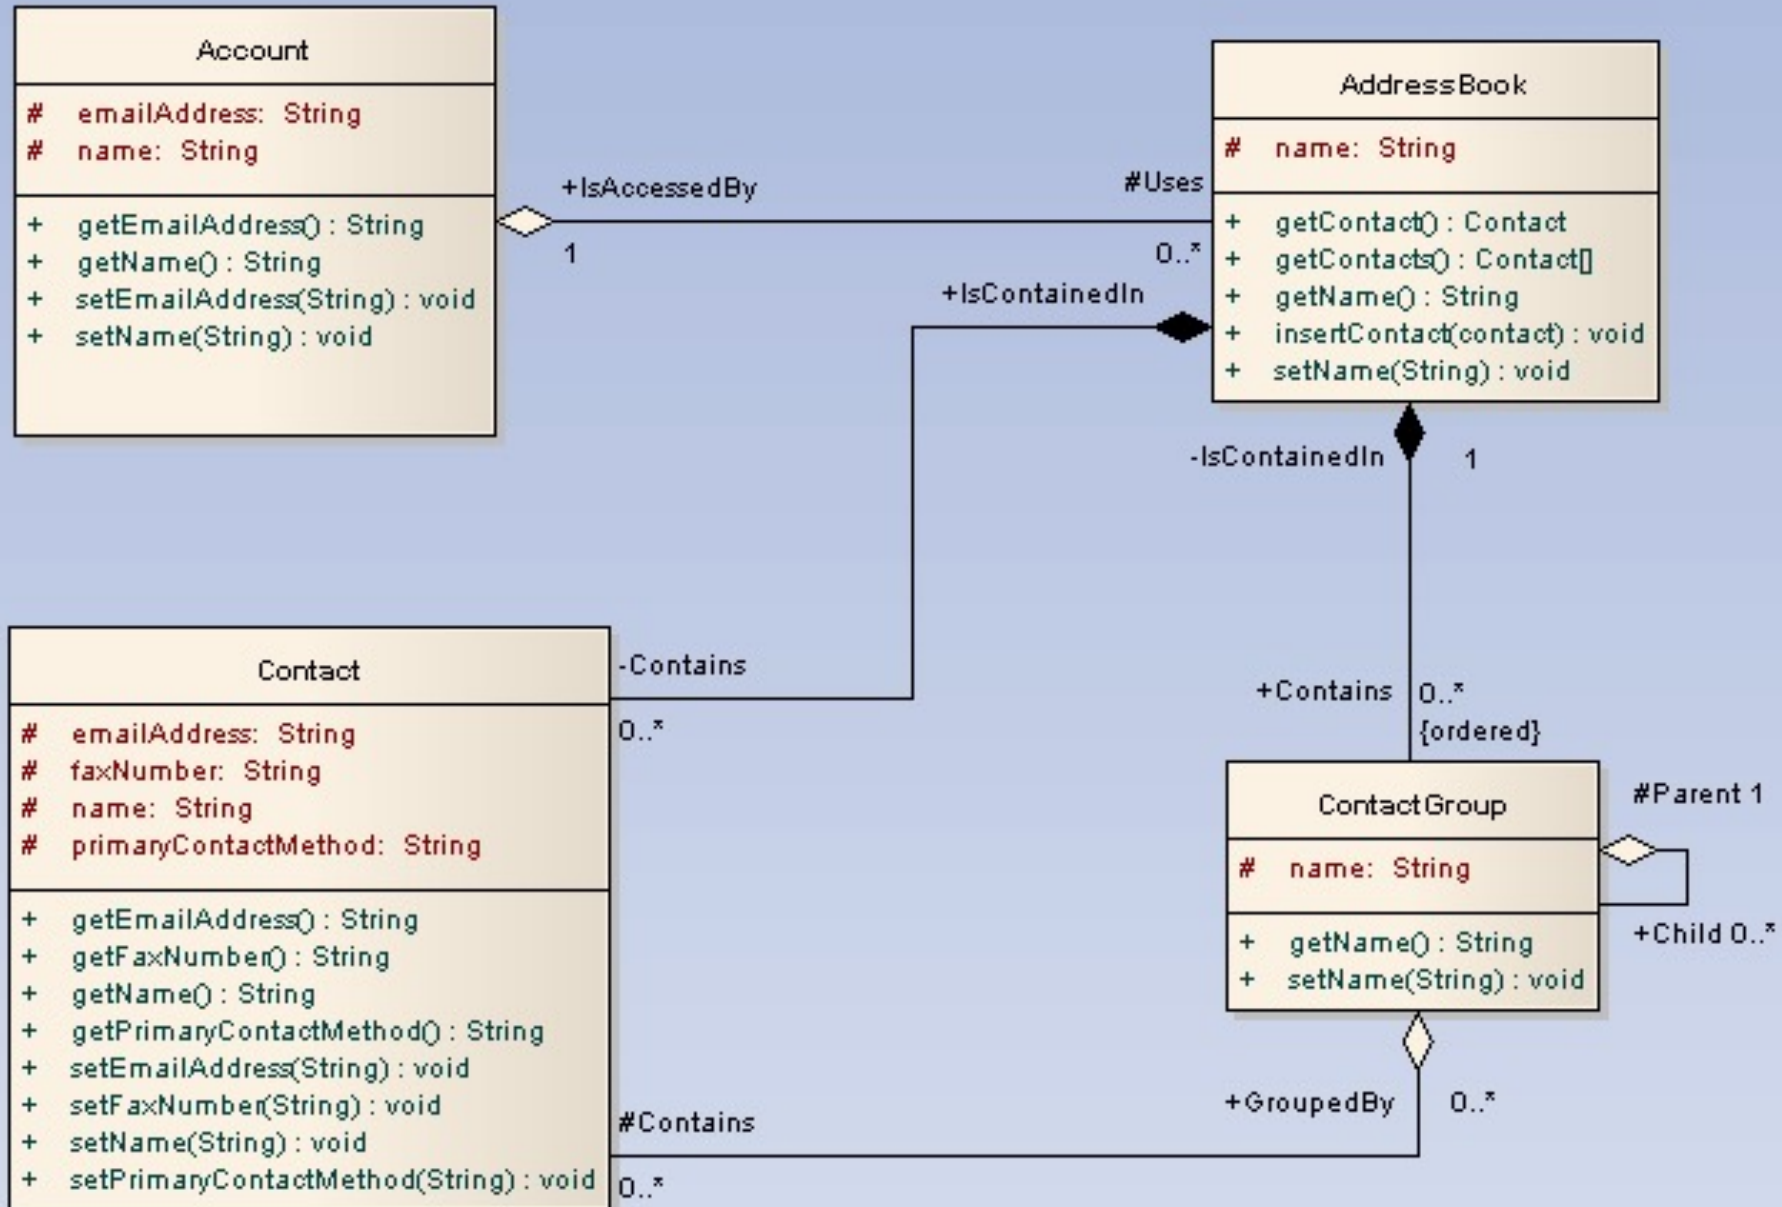 Account
# emailAddress: String
# name: String
+ getEmailAddress() : String
+ getName() : String
+ setEmailAddress(String) : void
+ setName(String) : void
+IsAccessedBy
1
#Uses
0..*
AddressBook
# name: String
+ getContact() : Contact
+ getContacts() : Contact[]
+ getName() : String
+ insertContact(contact) : void
+ setName(String) : void
+IsContainedIn
-IsContainedIn
1
-Contains
0..*
+Contains
0..*
{ordered}
Contact
# emailAddress: String
# faxNumber: String
# name: String
# primaryContactMethod: String
+ getEmailAddress() : String
+ getFaxNumber() : String
+ getName() : String
+ getPrimaryContactMethod() : String
+ setEmailAddress(String) : void
+ setFaxNumber(String) : void
+ setName(String) : void
+ setPrimaryContactMethod(String) : void
ContactGroup
# name: String
+ getName() : String
+ setName(String) : void
#Parent 1
+Child 0..*
+GroupedBy
0..*
#Contains
0..*